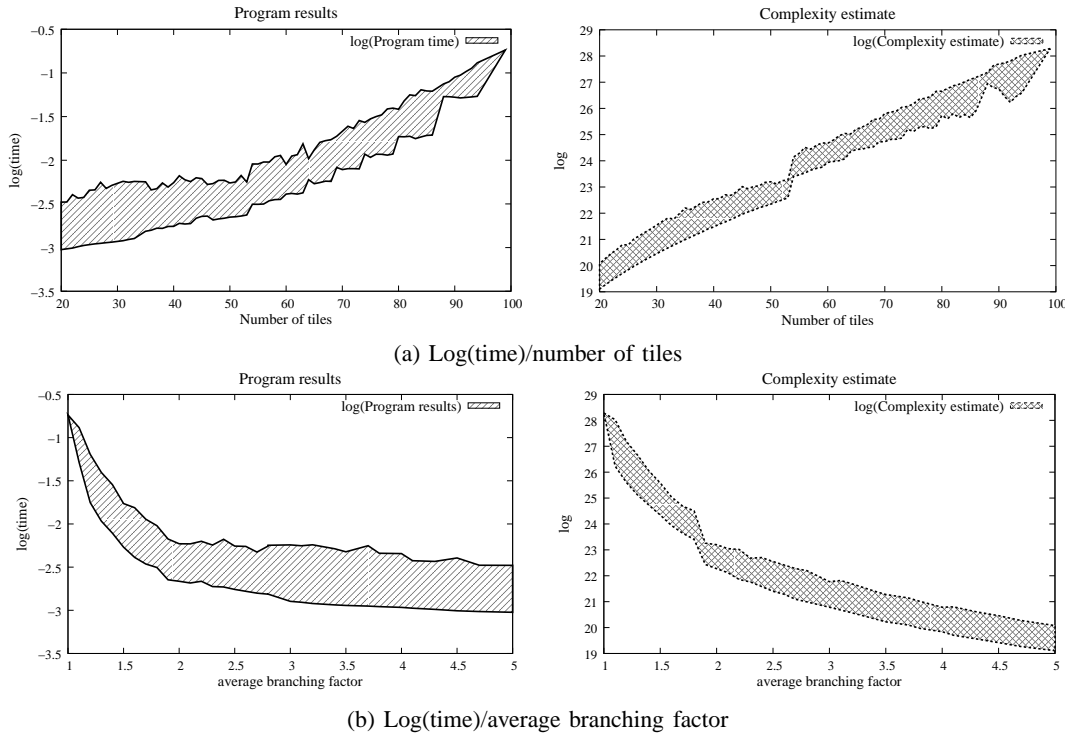 Program results
log(Program time)
log(time)
-0.5
-1
-1.5
-2
-2.5
-3
-3.5
20 30 40 50 60 70 80 90 100
Number of tiles
Complexity estimate
log(Complexity estimate)
log
29
28
27
26
25
24
23
22
21
20
19
20 30 40 50 60 70 80 90 100
Number of tiles
(a) Log(time)/number of tiles
Program results
log(Program results)
log(time)
-0.5
-1
-1.5
-2
-2.5
-3
-3.5
1 1.5 2 2.5 3 3.5 4 4.5 5
average branching factor
Complexity estimate
log(Complexity estimate)
log
29
28
27
26
25
24
23
22
21
20
19
1 1.5 2 2.5 3 3.5 4 4.5 5
average branching factor
(b) Log(time)/average branching factor